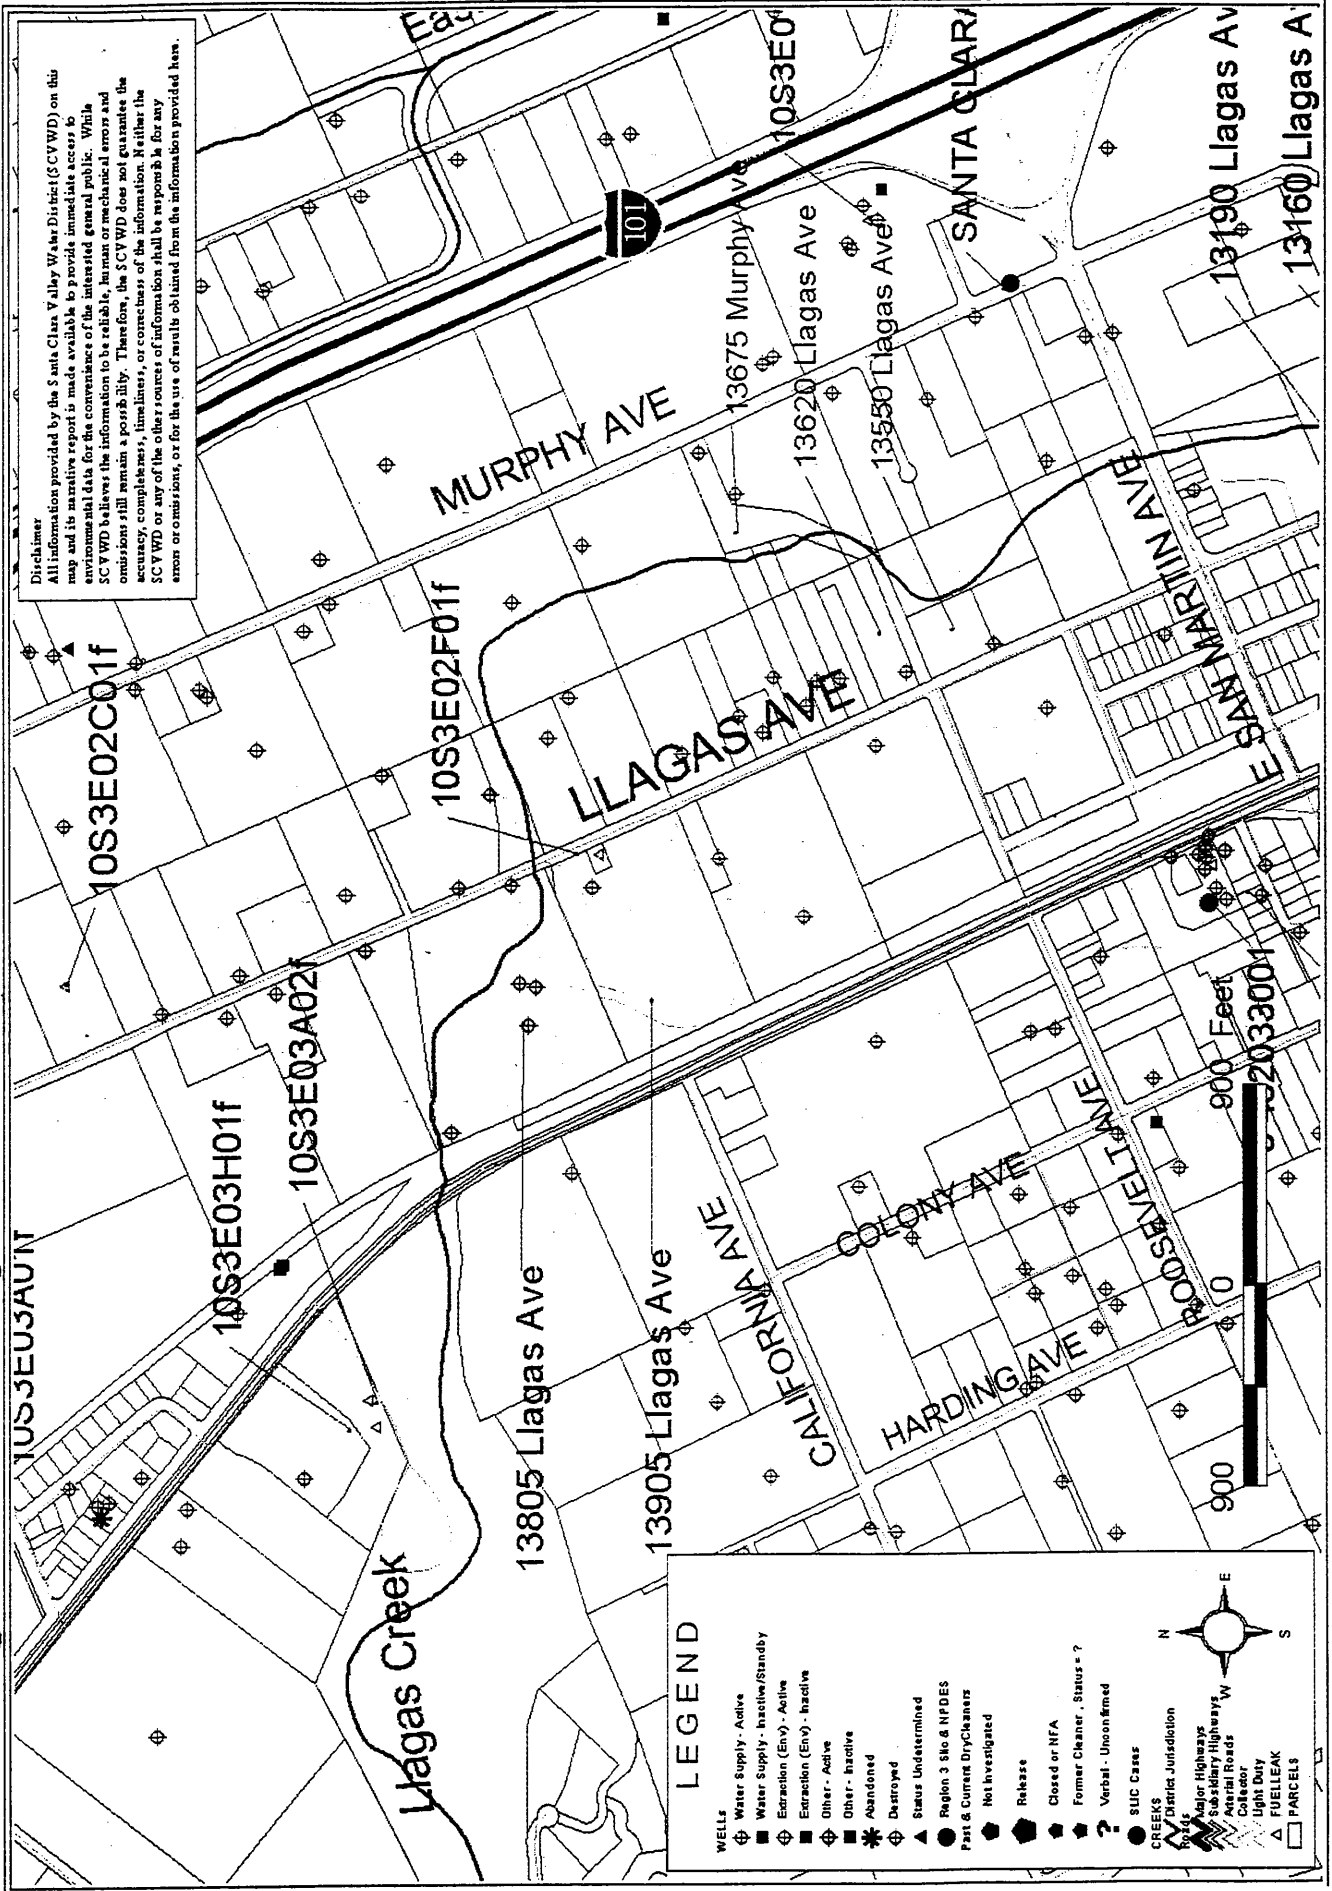 Disclaimer
All information provided by the Santa Clara Valley Water District (SCVWD) on this
map and its narrative report is made available to provide immediate access to
environmental data for the convenience of the interested general public. While
SCVWD believes the information to be reliable, human or mechanical errors and
omissions still remain a possibility. Therefore, the SCVWD does not guarantee the
accuracy, completeness, timeliness, or correctness of the information. Neither the
SCVWD or any of the other sources of information shall be responsible for any
errors or omissions, or for the use of results obtained from the information provided here.
10S3E03A01f
10S3E02C01f
10S3E03H01f
10S3E03A02f
10S3E02F01f
MURPHY AVE
101
10S3E0
SANTA CLARA
13675 Murphy Ave
13620 Llagas Ave
13550 Llagas Ave
13190 Llagas Av
13160 Llagas A
LLAGAS AVE
E SAN MARTIN AVE
Llagas Creek
13805 Llagas Ave
13905 Llagas Ave
CALIFORNIA AVE
COLONY AVE
HARDING AVE
ROOSEVELT AVE
900 0 900 Feet
LEGEND
WELLS
Water Supply - Active
Water Supply - Inactive/Standby
Extraction (Env) - Active
Extraction (Env) - Inactive
Other - Active
Other - Inactive
Abandoned
Destroyed
Status Undetermined
Region 3 Slic & NPDES
Past & Current DryCleaners
Not Investigated
Release
Closed or NFA
Former Cleaner, Status = ?
? Verbal - Unconfirmed
SLIC Cases
CREEKS
District Jurisdiction
Roads
Major Highways
Subsidiary Highways
Arterial Roads
Collector
Light Duty
FUELLEAK
PARCELS
N
E
S
W